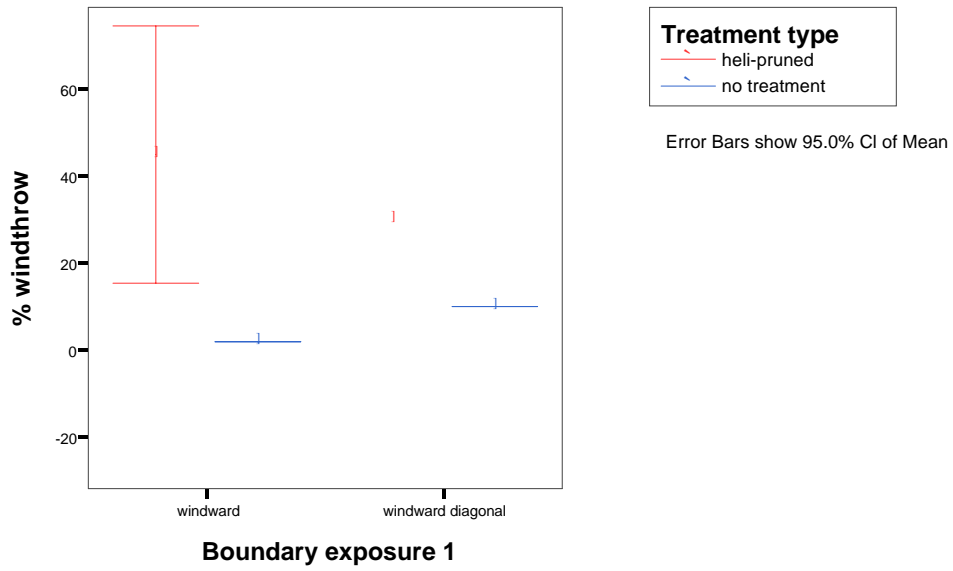 Treatment type
heli-pruned
no treatment
Error Bars show 95.0% Cl of Mean
60
40
20
0
-20
% windthrow
windward
windward diagonal
Boundary exposure 1